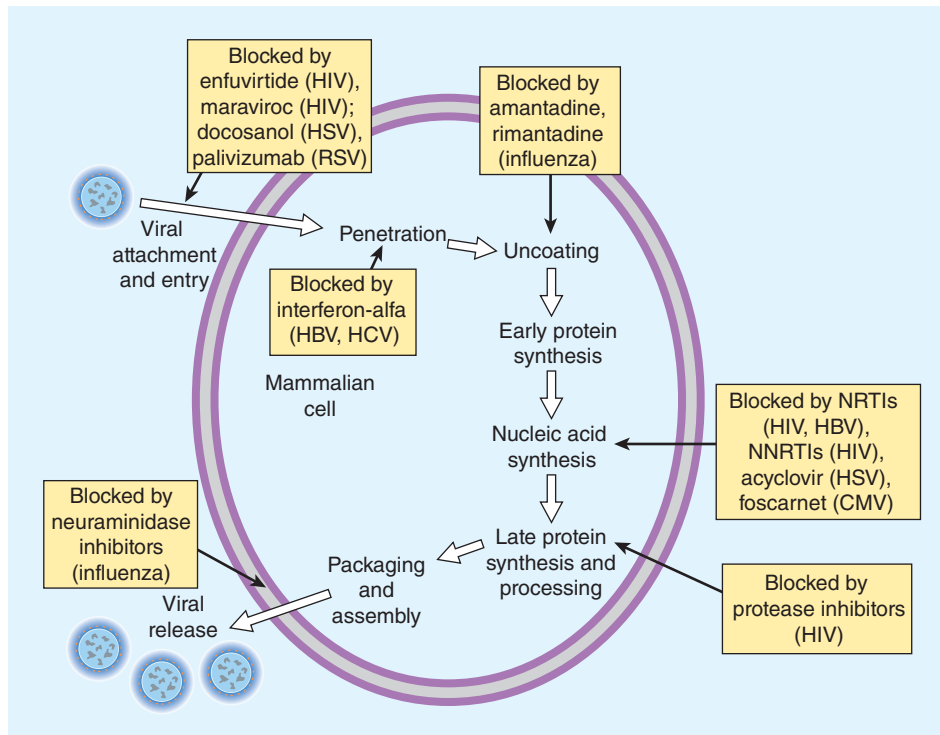 Blocked by
enfuvirtide (HIV),
maraviroc (HIV);
docosanol (HSV),
palivizumab (RSV)
Blocked by
amantadine,
rimantadine
(influenza)
Viral
attachment
and entry
Penetration
Uncoating
Blocked by
interferon-alfa
(HBV, HCV)
Early protein
synthesis
Mammalian
cell
Nucleic acid
synthesis
Blocked by NRTIs
(HIV, HBV),
NNRTIs (HIV),
acyclovir (HSV),
foscarnet (CMV)
Late protein
synthesis and
processing
Blocked by
protease inhibitors
(HIV)
Packaging
and
assembly
Blocked by
neuraminidase
inhibitors
(influenza)
Viral
release